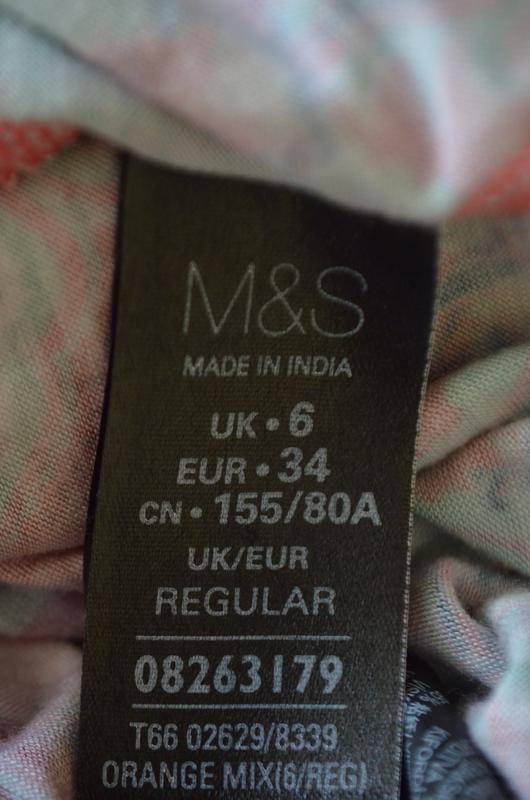 M&S
MADE IN INDIA
UK • 6
EUR • 34
CN • 155/80A
UK/EUR
REGULAR
08263179
T66 02629/8339
ORANGE MIX(6/REG)